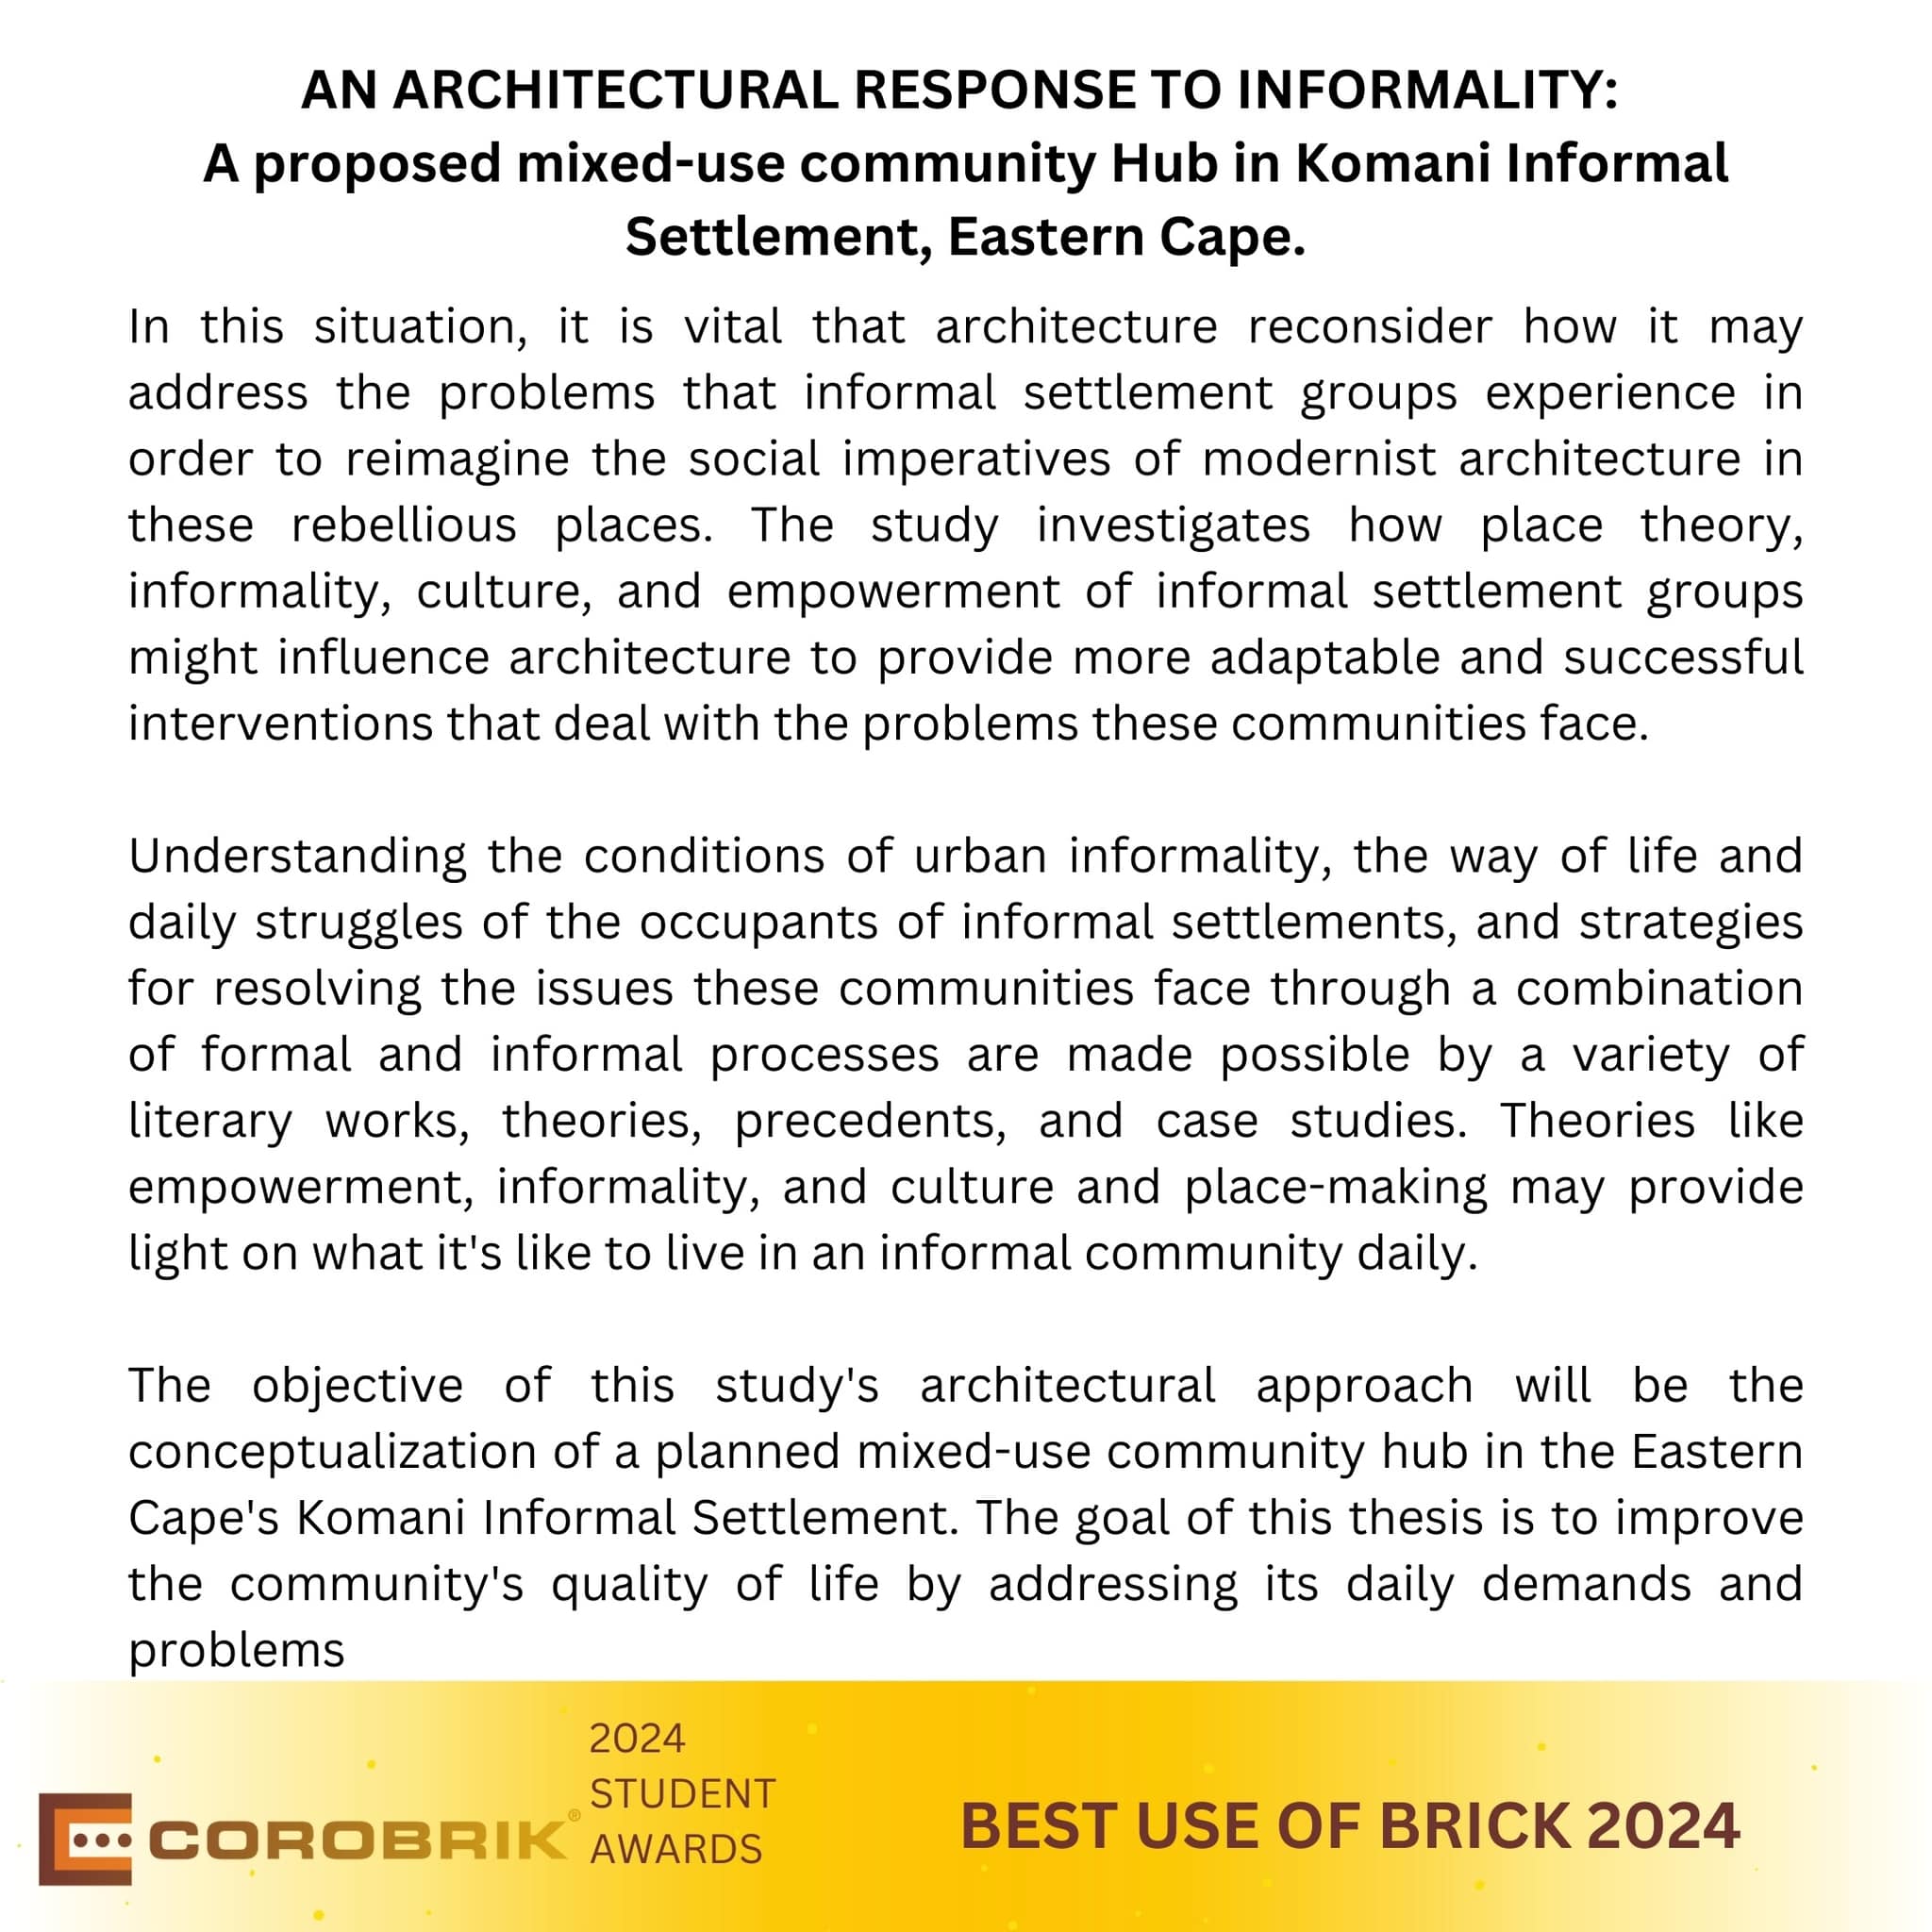 AN ARCHITECTURAL RESPONSE TO INFORMALITY:
A proposed mixed-use community Hub in Komani Informal
Settlement, Eastern Cape.
In this situation, it is vital that architecture reconsider how it may
address the problems that informal settlement groups experience in
order to reimagine the social imperatives of modernist architecture in
these rebellious places. The study investigates how place theory,
informality, culture, and empowerment of informal settlement groups
might influence architecture to provide more adaptable and successful
interventions that deal with the problems these communities face.
Understanding the conditions of urban informality, the way of life and
daily struggles of the occupants of informal settlements, and strategies
for resolving the issues these communities face through a combination
of formal and informal processes are made possible by a variety of
literary works, theories, precedents, and case studies. Theories like
empowerment, informality, and culture and place-making may provide
light on what it's like to live in an informal community daily.
The objective of this study's architectural approach will be the
conceptualization of a planned mixed-use community hub in the Eastern
Cape's Komani Informal Settlement. The goal of this thesis is to improve
the community's quality of life by addressing its daily demands and
problems
COROBRIK®
2024
STUDENT
AWARDS
BEST USE OF BRICK 2024